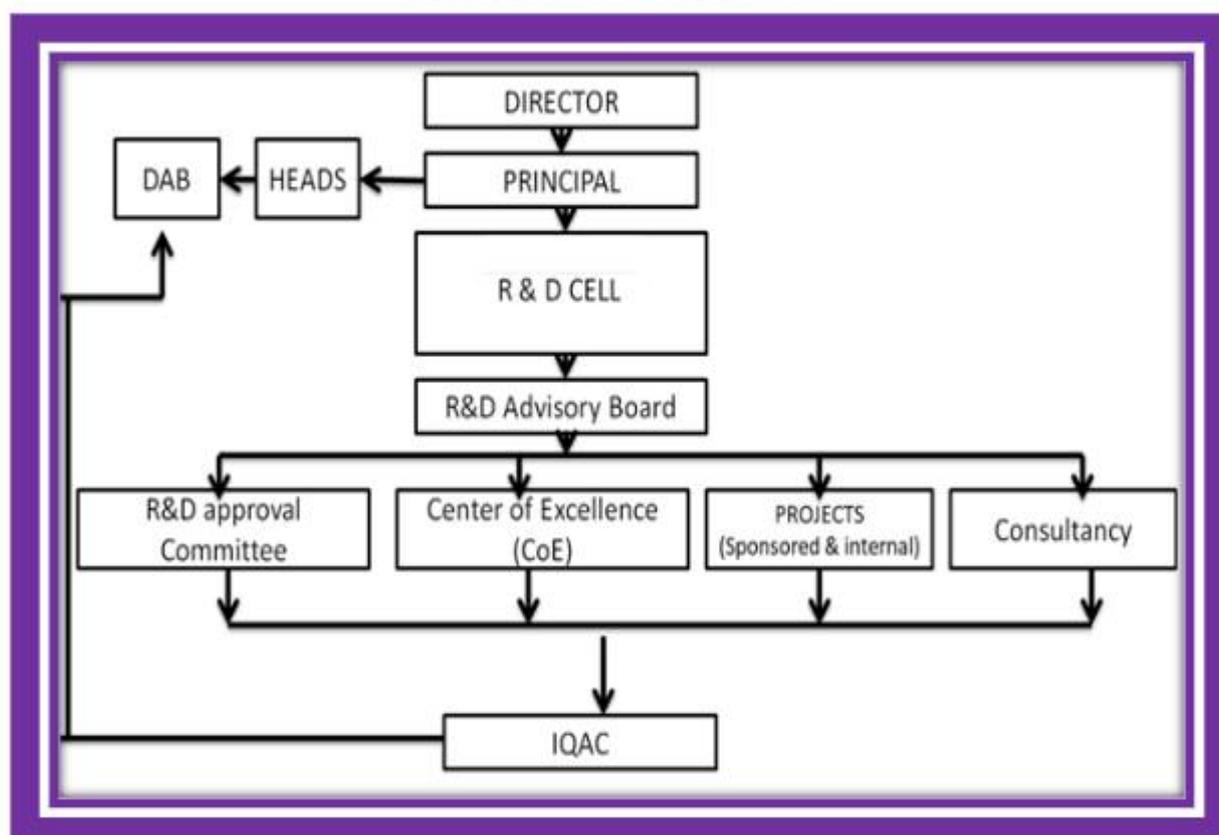 DIRECTOR
DAB
HEADS
PRINCIPAL
R & D CELL
R&D Advisory Board
R&D approval
Committee
Center of Excellence
(CoE)
PROJECTS
(Sponsored & internal)
Consultancy
IQAC